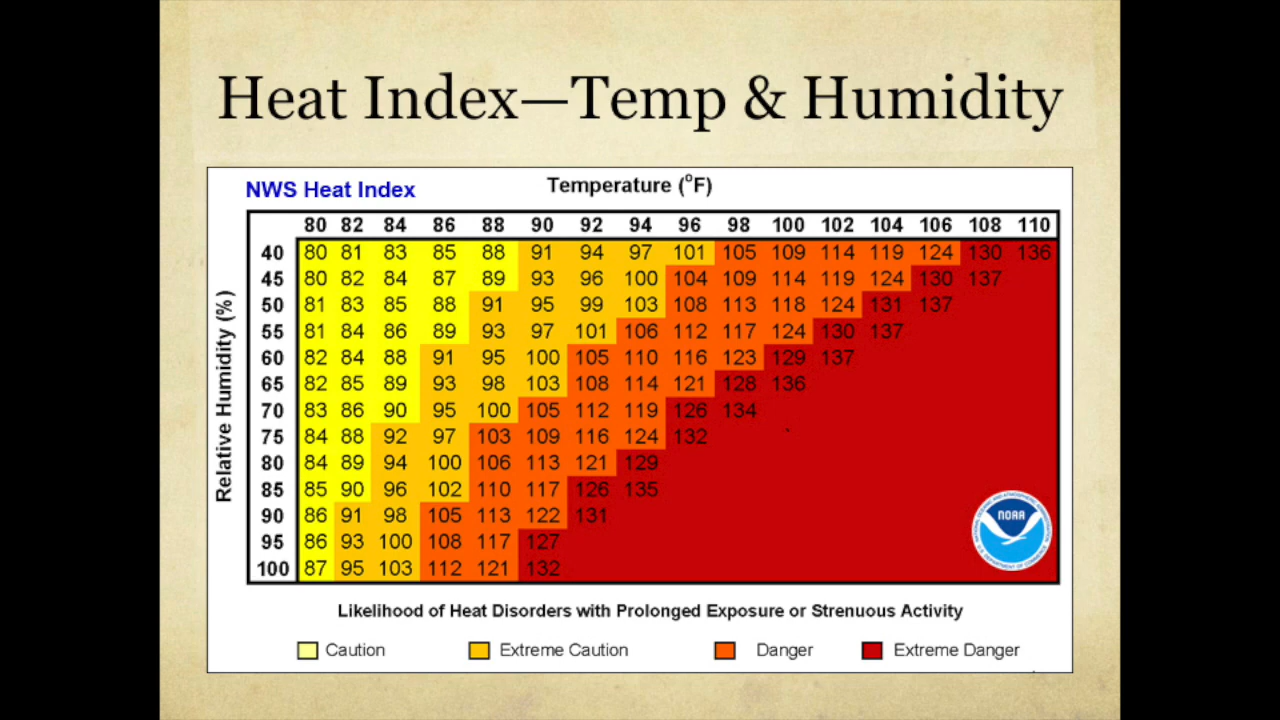 Heat Index—Temp & Humidity
NWS Heat Index
Temperature (°F)
80 82 84 86 88 90 92 94 96 98 100 102 104 106 108 110
Relative Humidity (%)
40 80 81 83 85 88 91 94 97 101 105 109 114 119 124 130 136
45 80 82 84 87 89 93 96 100 104 109 114 119 124 130 137
50 81 83 85 88 91 95 99 103 108 113 118 124 131 137
55 81 84 86 89 93 97 101 106 112 117 124 130 137
60 82 84 88 91 95 100 105 110 116 123 129 137
65 82 85 89 93 98 103 108 114 121 128 136
70 83 86 90 95 100 105 112 119 126 134
75 84 88 92 97 103 109 116 124 132
80 84 89 94 100 106 113 121 129
85 85 90 96 102 110 117 126 135
90 86 91 98 105 113 122 131
95 86 93 100 108 117 127
100 87 95 103 112 121 132
NOAA
Likelihood of Heat Disorders with Prolonged Exposure or Strenuous Activity
Caution
Extreme Caution
Danger
Extreme Danger